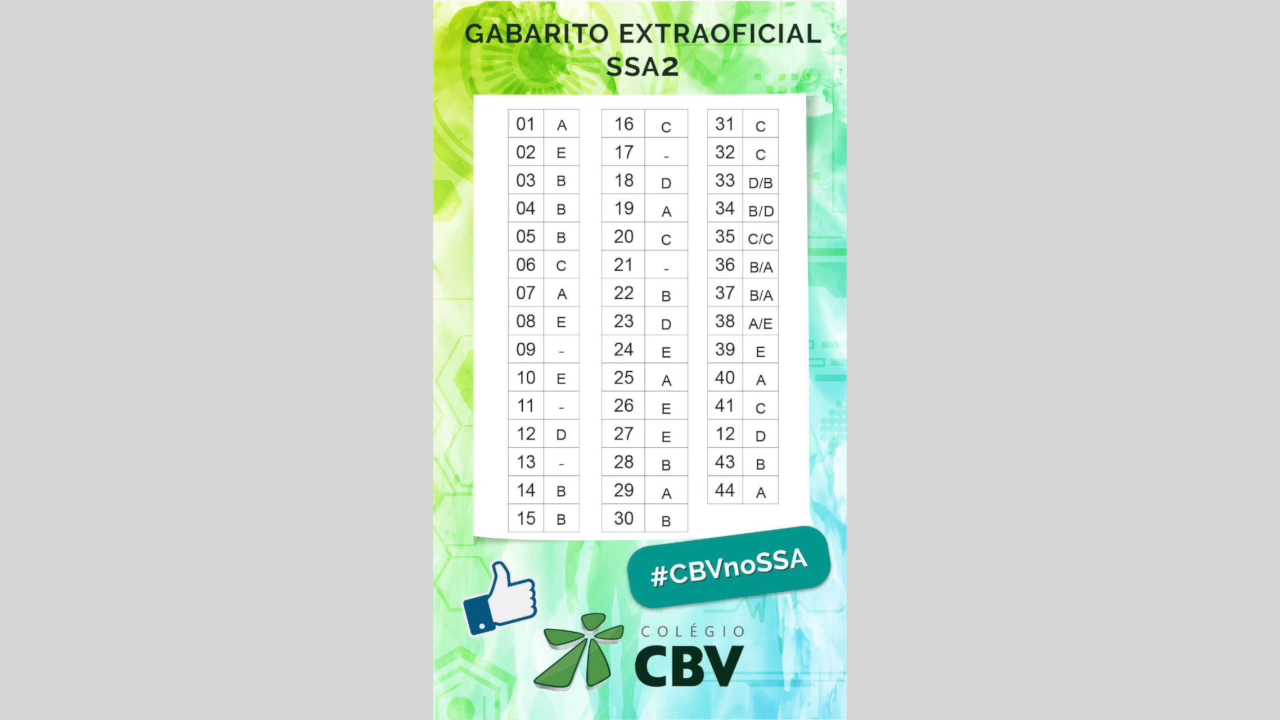 GABARITO EXTRAOFICIAL
SSA2
01 A
02 E
03 B
04 B
05 B
06 C
07 A
08 E
09 -
10 E
11 -
12 D
13 -
14 B
15 B
16 C
17 -
18 D
19 A
20 C
21 -
22 B
23 D
24 E
25 A
26 E
27 E
28 B
29 A
30 B
31 C
32 C
33 D/B
34 B/D
35 C/C
36 B/A
37 B/A
38 A/E
39 E
40 A
41 C
12 D
43 B
44 A
#CBVnoSSA
COLÉGIO
CBV